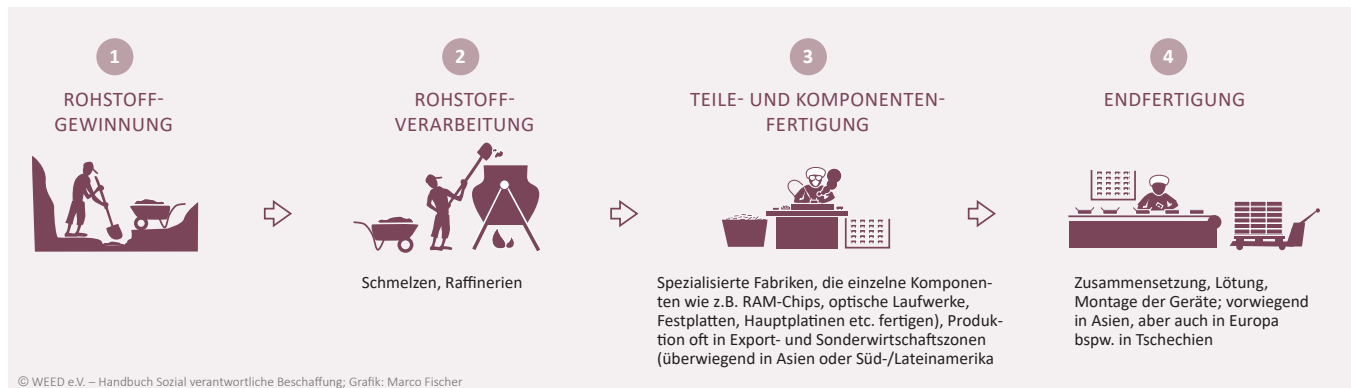 1
ROHSTOFF-
GEWINNUNG
2
ROHSTOFF-
VERARBEITUNG
Schmelzen, Raffinerien
3
TEILE- UND KOMPONENTEN-
FERTIGUNG
Spezialisierte Fabriken, die einzelne Komponen-
ten wie z.B. RAM-Chips, optische Laufwerke,
Festplatten, Hauptplatinen etc. fertigen), Produk-
tion oft in Export- und Sonderwirtschaftszonen
(überwiegend in Asien oder Süd-/Lateinamerika
4
ENDFERTIGUNG
Zusammensetzung, Lötung,
Montage der Geräte; vorwiegend
in Asien, aber auch in Europa
bspw. in Tschechien
© WEED e.V. – Handbuch Sozial verantwortliche Beschaffung; Grafik: Marco Fischer